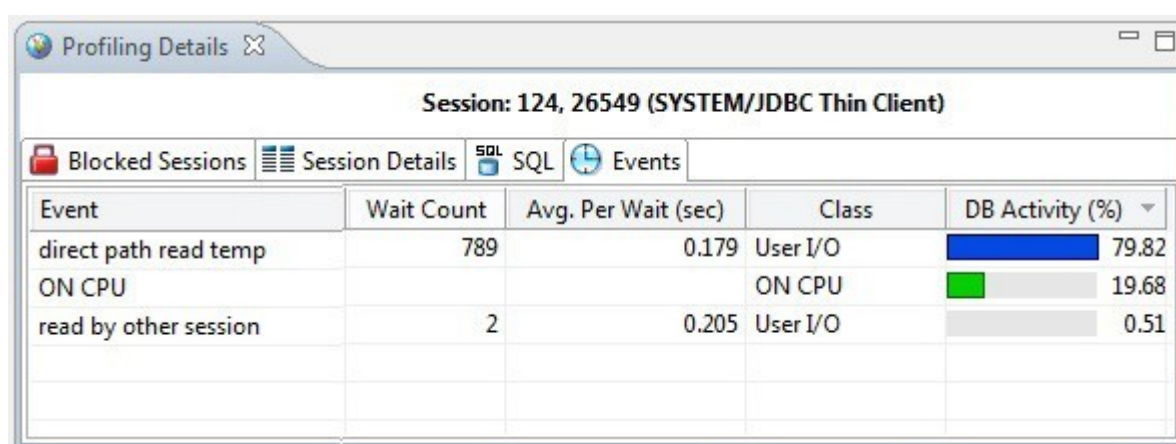 Profiling Details
Session: 124, 26549 (SYSTEM/JDBC Thin Client)
Blocked Sessions Session Details SQL SQL Events
Event Wait Count Avg. Per Wait (sec) Class DB Activity (%)
direct path read temp 789 0.179 User I/O 79.82
ON CPU ON CPU 19.68
read by other session 2 0.205 User I/O 0.51